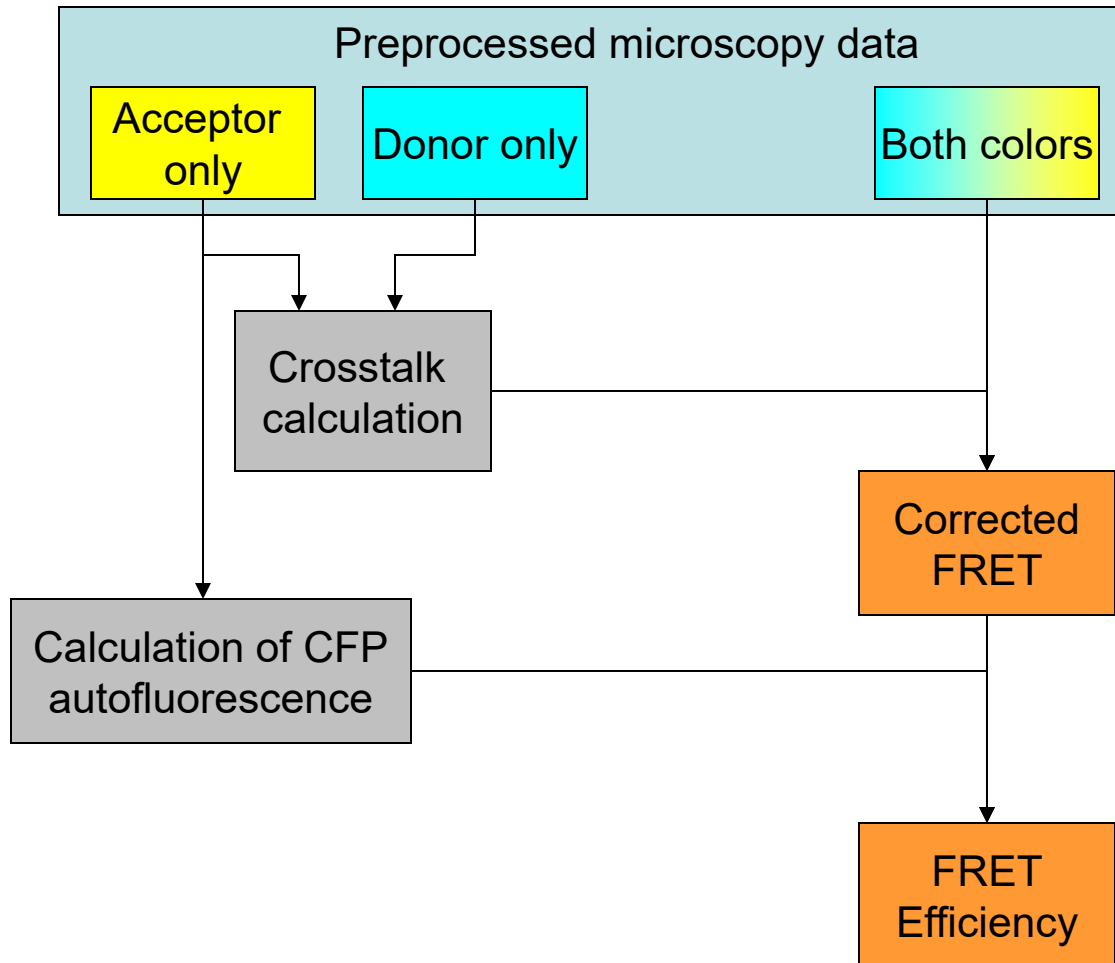 Preprocessed microscopy data
Acceptor
only
Donor only
Both colors
Crosstalk
calculation
Corrected
FRET
Calculation of CFP
autofluorescence
FRET
Efficiency